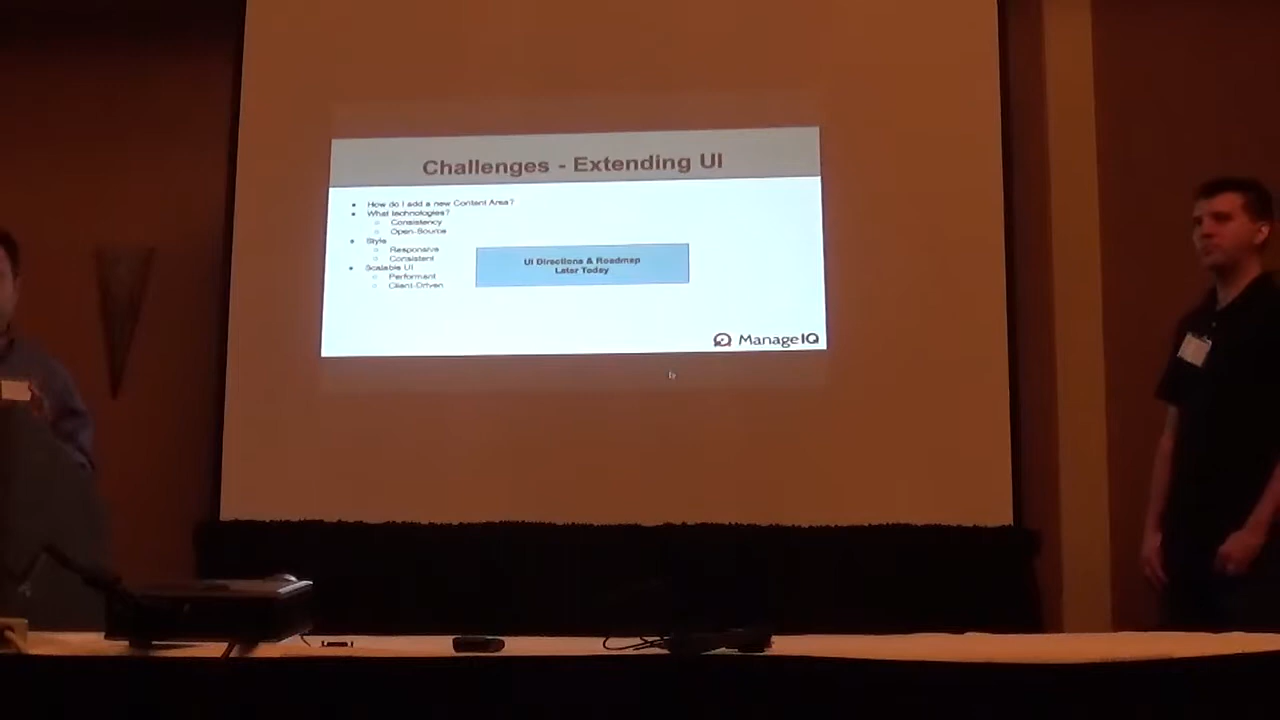 Challenges - Extending UI
How do I add a new Content Area?
What technologies?
Consistency
Open-Source
Style
Responsive
Consistent
Scalable UI
Performant
Client-Driven
UI Directions & Roadmap
Later Today
ManageIQ